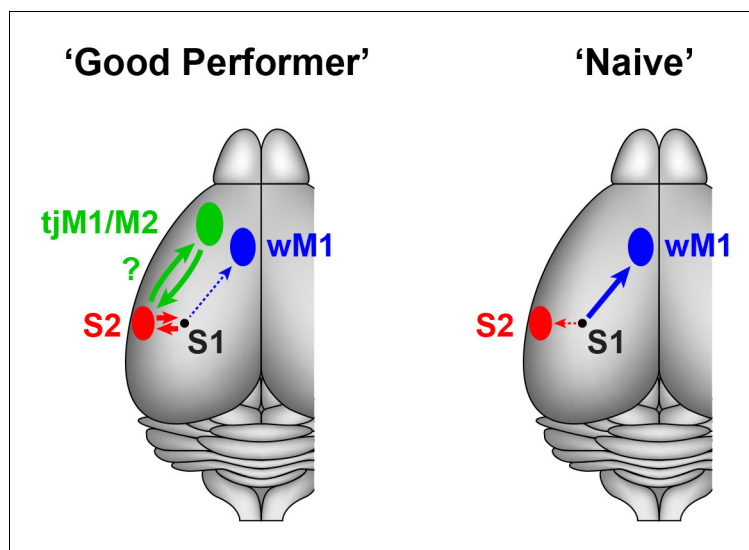 ‘Good Performer’
‘Naive’
tjM1/M2
wM1
?
S2
S1
wM1
S2
S1